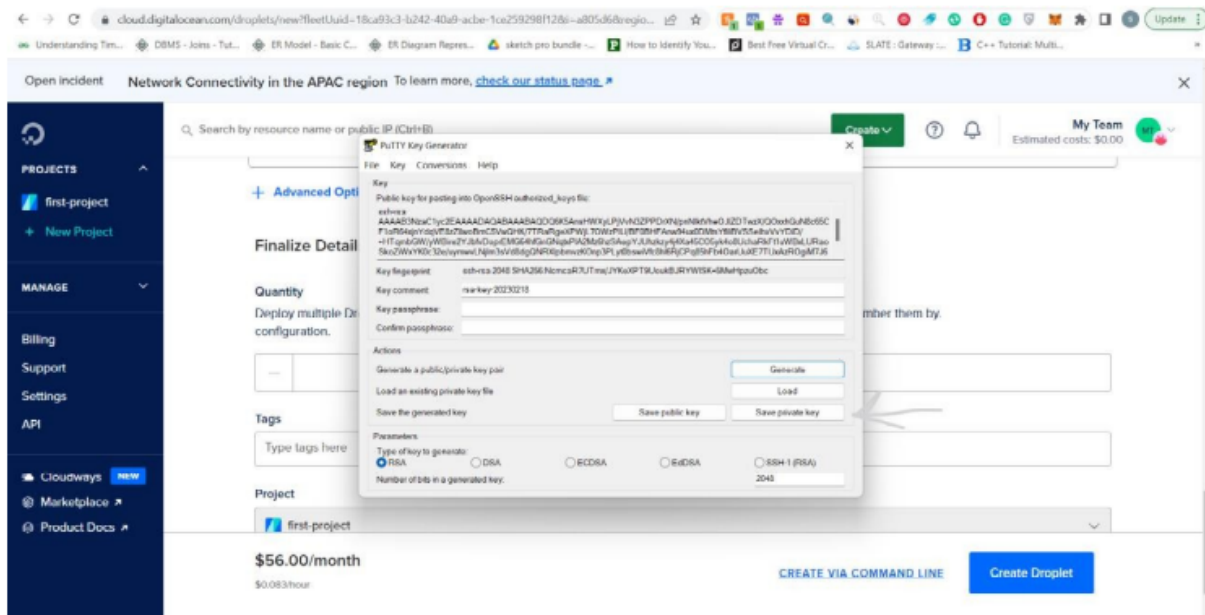 cloud.digitalocean.com/droplets/new?fleetUuid=18ca93c3-b242-40a9-acbe-1ce259298f12&i=a805d6&regio...
Update
Understanding Tim...
DBMS - Joins - Tut...
ER Model - Basic C...
ER Diagram Repres...
sketch pro bundle -...
How to Identify You...
Best Free Virtual Cr...
SLATE : Gateway :...
C++ Tutorial: Multi...
Open incident Network Connectivity in the APAC region To learn more, check our status page
Search by resource name or public IP (Ctrl+B)
Create
My Team
Estimated costs: $0.00
MT
PROJECTS
first-project
+ New Project
MANAGE
Billing
Support
Settings
API
Cloudways NEW
Marketplace
Product Docs
+ Advanced Opti
Finalize Detail
Quantity
Deploy multiple Dr
mber them by.
configuration.
Tags
Type tags here
Project
first-project
$56.00/month
$0.083/hour
CREATE VIA COMMAND LINE
Create Droplet
PuTTY Key Generator
File Key Conversions Help
Key
Public key for pasting into OpenSSH authorized_keys file:
ssh-rsa
Key fingerprint: ssh-rsa 2048
Key comment: rsa-key-20230218
Key passphrase:
Confirm passphrase:
Actions
Generate a public/private key pair
Generate
Load an existing private key file
Load
Save the generated key
Save public key
Save private key
Parameters
Type of key to generate:
RSA DSA ECDSA EdDSA SSH-1 (RSA)
Number of bits in a generated key: 2048